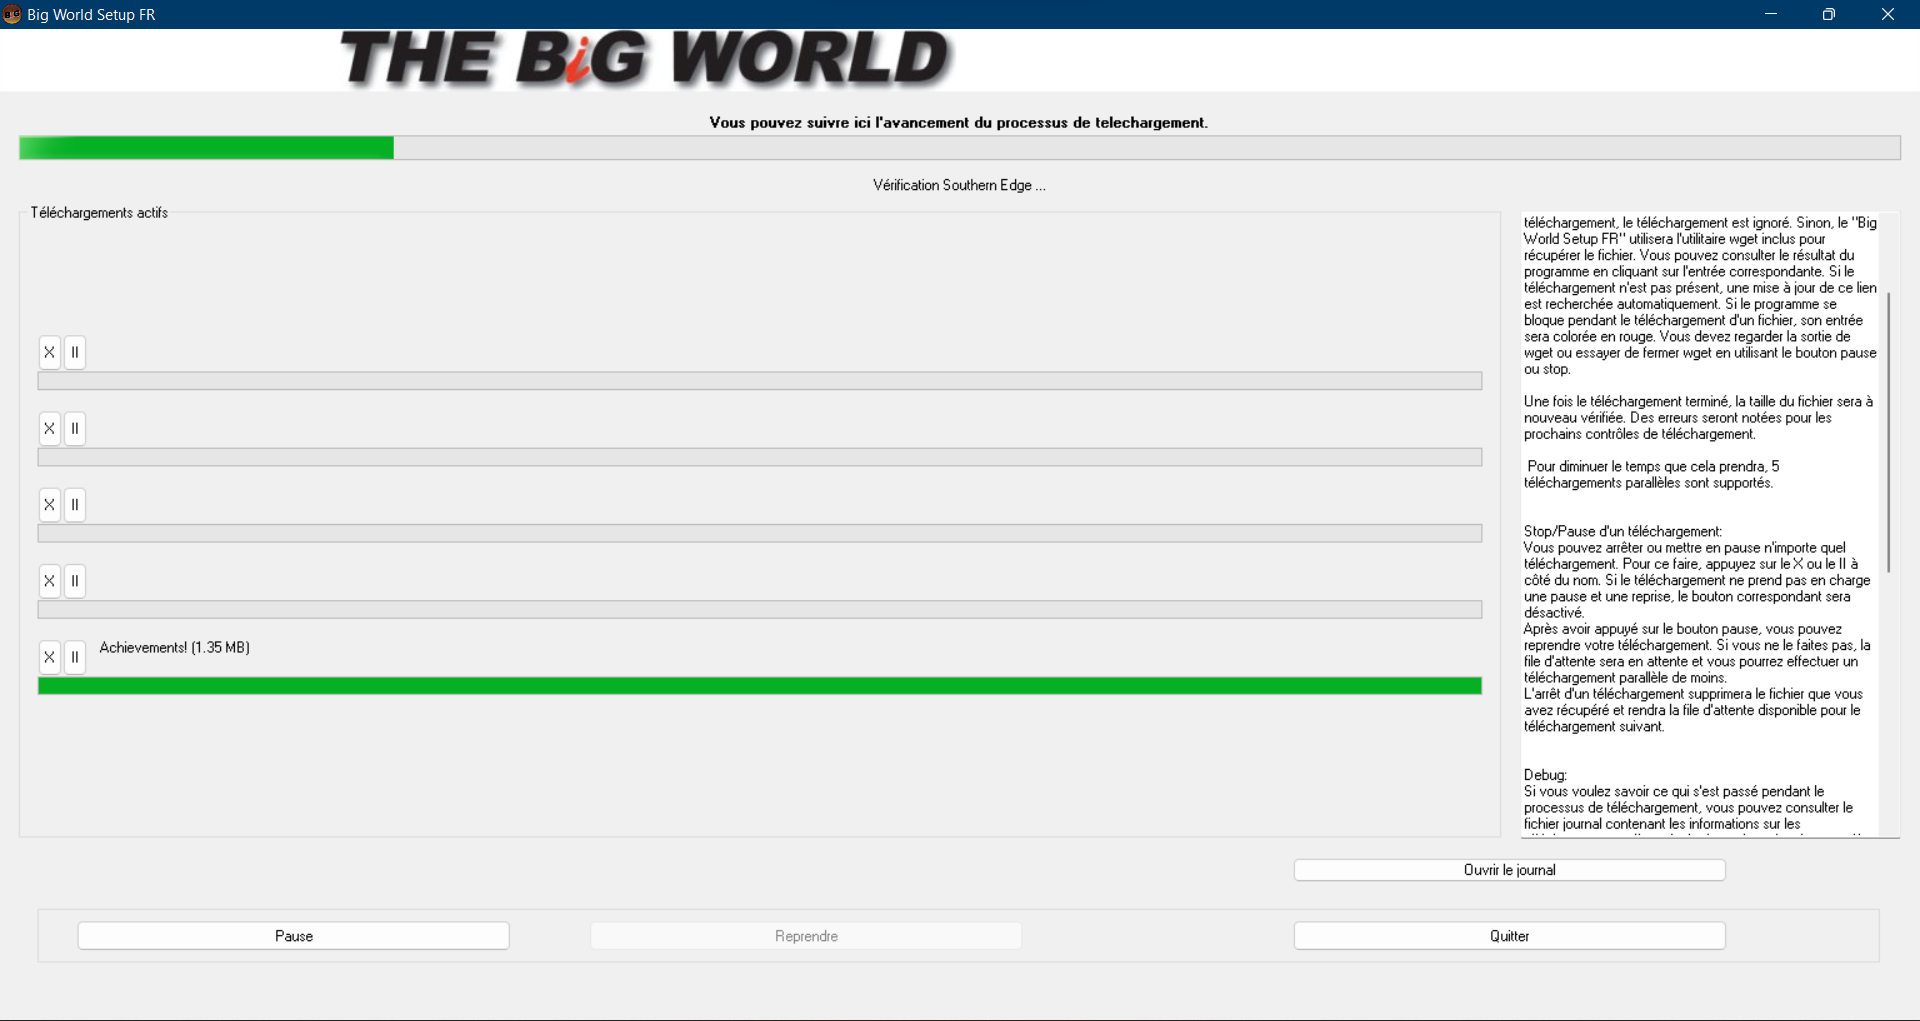 Big World Setup FR
THE BiG WORLD
Vous pouvez suivre ici l'avancement du processus de telechargement.
Vérification Southern Edge ...
Téléchargements actifs
X II
X II
X II
X II
X II Achievements! (1.35 MB)
téléchargement, le téléchargement est ignoré. Sinon, le "Big
World Setup FR" utilisera l'utilitaire wget inclus pour
récupérer le fichier. Vous pouvez consulter le résultat du
programme en cliquant sur l'entrée correspondante. Si le
téléchargement n'est pas présent, une mise à jour de ce lien
est recherchée automatiquement. Si le programme se
bloque pendant le téléchargement d'un fichier, son entrée
sera colorée en rouge. Vous devez regarder la sortie de
wget ou essayer de fermer wget en utilisant le bouton pause
ou stop.
Une fois le téléchargement terminé, la taille du fichier sera à
nouveau vérifiée. Des erreurs seront notées pour les
prochains contrôles de téléchargement.
Pour diminuer le temps que cela prendra, 5
téléchargements parallèles sont supportés.
Stop/Pause d'un téléchargement:
Vous pouvez arrêter ou mettre en pause n'importe quel
téléchargement. Pour ce faire, appuyez sur le X ou le II à
côté du nom. Si le téléchargement ne prend pas en charge
une pause et une reprise, le bouton correspondant sera
désactivé.
Après avoir appuyé sur le bouton pause, vous pouvez
reprendre votre téléchargement. Si vous ne le faites pas, la
file d'attente sera en attente et vous pourrez effectuer un
téléchargement parallèle de moins.
L'arrêt d'un téléchargement supprimera le fichier que vous
avez récupéré et rendra la file d'attente disponible pour le
téléchargement suivant.
Debug:
Si vous voulez savoir ce qui s'est passé pendant le
processus de téléchargement, vous pouvez consulter le
fichier journal contenant les informations sur les
Ouvrir le journal
Pause
Reprendre
Quitter